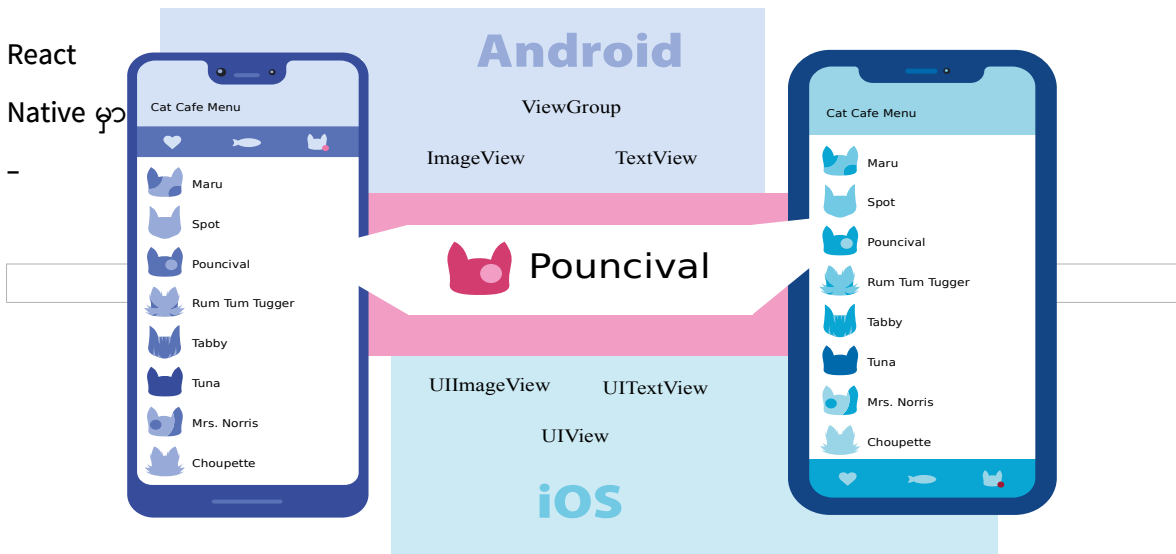 React
Native မှာ
–
Cat Cafe Menu
Maru
Spot
Pouncival
Rum Tum Tugger
Tabby
Tuna
Mrs. Norris
Choupette
Android
ViewGroup
ImageView TextView
Pouncival
UIImageView UITextView
UIView
iOS
Cat Cafe Menu
Maru
Spot
Pouncival
Rum Tum Tugger
Tabby
Tuna
Mrs. Norris
Choupette